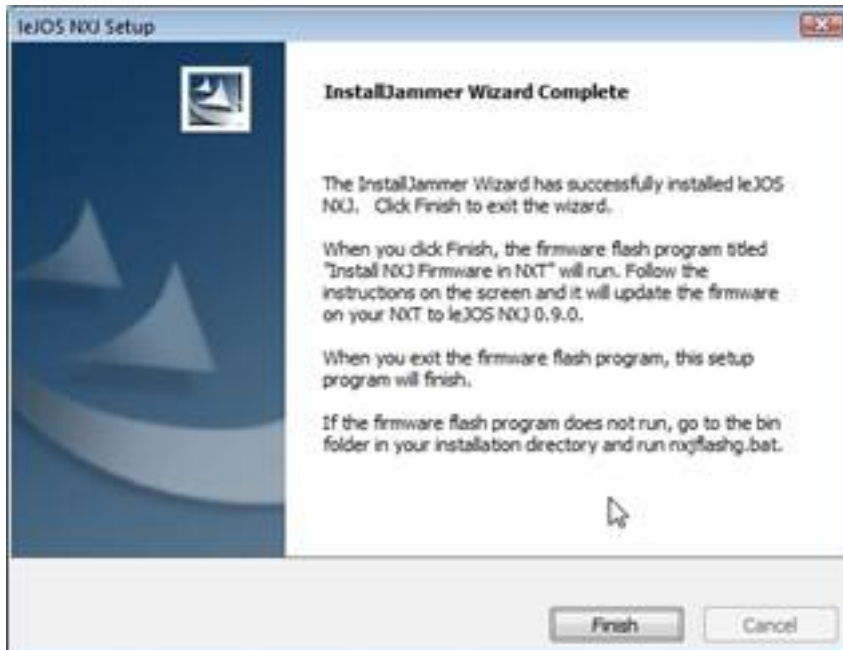 leJOS NXJ Setup
InstallJammer Wizard Complete
The InstallJammer Wizard has successfully installed leJOS
NXJ. Click Finish to exit the wizard.
When you click Finish, the firmware flash program titled
"Install NXJ Firmware in NXT" will run. Follow the
instructions on the screen and it will update the firmware
on your NXT to leJOS NXJ 0.9.0.
When you exit the firmware flash program, this setup
program will finish.
If the firmware flash program does not run, go to the bin
folder in your installation directory and run nxjflashg.bat.
Finish
Cancel